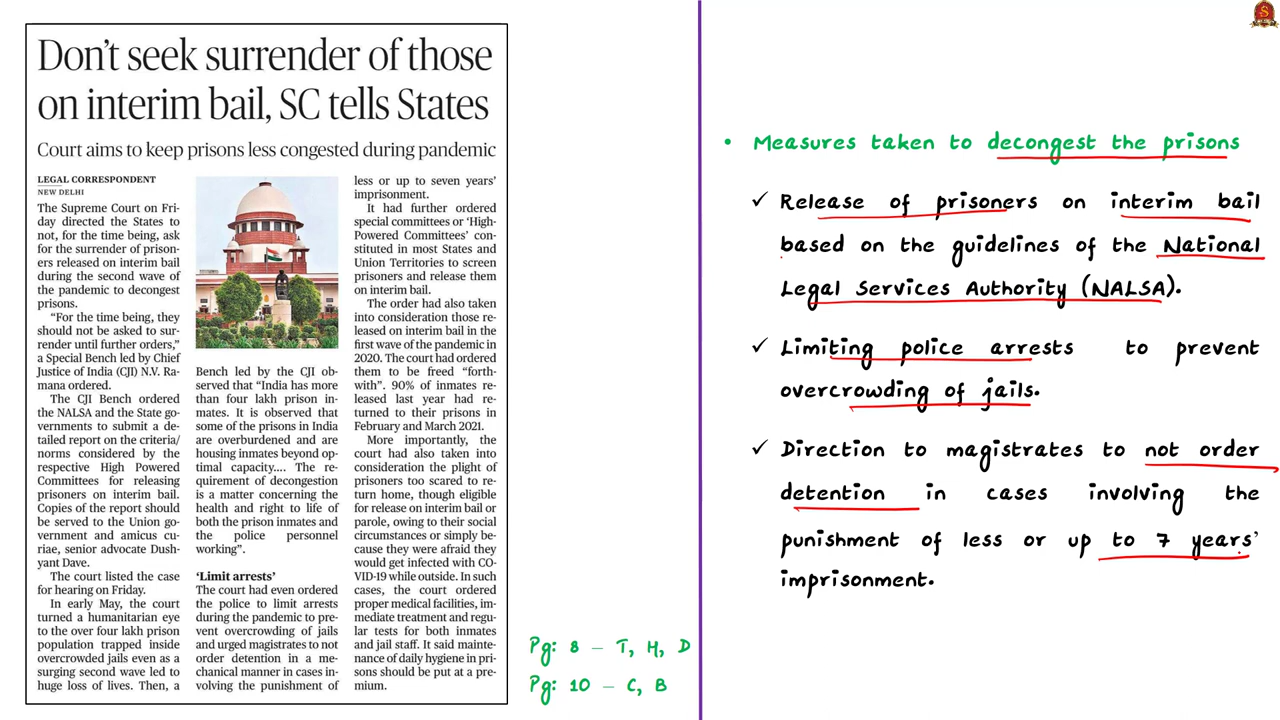 Don't seek surrender of those
on interim bail, SC tells States
Court aims to keep prisons less congested during pandemic
LEGAL CORRESPONDENT
NEW DELHI
The Supreme Court on Fri-
day directed the States to
not, for the time being, ask
for the surrender of prison-
ers released on interim bail
during the second wave of
the pandemic to decongest
prisons.
“For the time being, they
should not be asked to sur-
render until further orders,”
a Special Bench led by Chief
Justice of India (CJI) N.V. Ra-
mana ordered.
The CJI Bench ordered
the NALSA and the State go-
vernments to submit a de-
tailed report on the criteria/
norms considered by the
respective High Powered
Committees for releasing
prisoners on interim bail.
Copies of the report should
be served to the Union go-
vernment and amicus cu-
riae, senior advocate Dush-
yant Dave.
The court listed the case
for hearing on Friday.
In early May, the court
turned a humanitarian eye
to the over four lakh prison
population trapped inside
overcrowded jails even as a
surging second wave led to
huge loss of lives. Then, a
Bench led by the CJI ob-
served that “India has more
than four lakh prison in-
mates. It is observed that
some of the prisons in India
are overburdened and are
housing inmates beyond op-
timal capacity.... The re-
quirement of decongestion
is a matter concerning the
health and right to life of
both the prison inmates and
the police personnel
working”.
‘Limit arrests’
The court had even ordered
the police to limit arrests
during the pandemic to pre-
vent overcrowding of jails
and urged magistrates to not
order detention in a me-
chanical manner in cases in-
volving the punishment of
less or up to seven years’
imprisonment.
It had further ordered
special committees or ‘High-
Powered Committees’ con-
stituted in most States and
Union Territories to screen
prisoners and release them
on interim bail.
The order had also taken
into consideration those re-
leased on interim bail in the
first wave of the pandemic in
2020. The court had ordered
them to be freed “forth-
with”. 90% of inmates re-
leased last year had re-
turned to their prisons in
February and March 2021.
More importantly, the
court had also taken into
consideration the plight of
prisoners too scared to re-
turn home, though eligible
for release on interim bail or
parole, owing to their social
circumstances or simply be-
cause they were afraid they
would get infected with CO-
VID-19 while outside. In such
cases, the court ordered
proper medical facilities, im-
mediate treatment and regu-
lar tests for both inmates
and jail staff. It said mainte-
nance of daily hygiene in pri-
sons should be put at a pre-
mium.
Pg: 8 – T, H, D
Pg: 10 – C, B
• Measures taken to decongest the prisons
✓ Release of prisoners on interim bail
based on the guidelines of the National
Legal Services Authority (NALSA).
✓ Limiting police arrests to prevent
overcrowding of jails.
✓ Direction to magistrates to not order
detention in cases involving the
punishment of less or up to 7 years’
imprisonment.